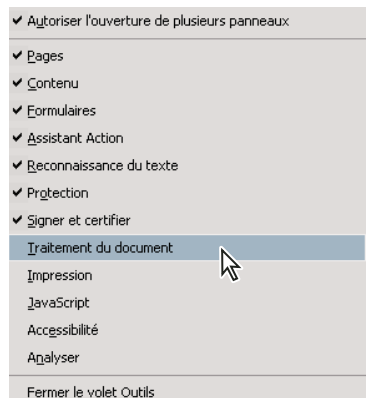 Autoriser l'ouverture de plusieurs panneaux
Pages
Contenu
Formulaires
Assistant Action
Reconnaissance du texte
Protection
Signer et certifier
Traitement du document
Impression
JavaScript
Accessibilité
Analyser
Fermer le volet Outils